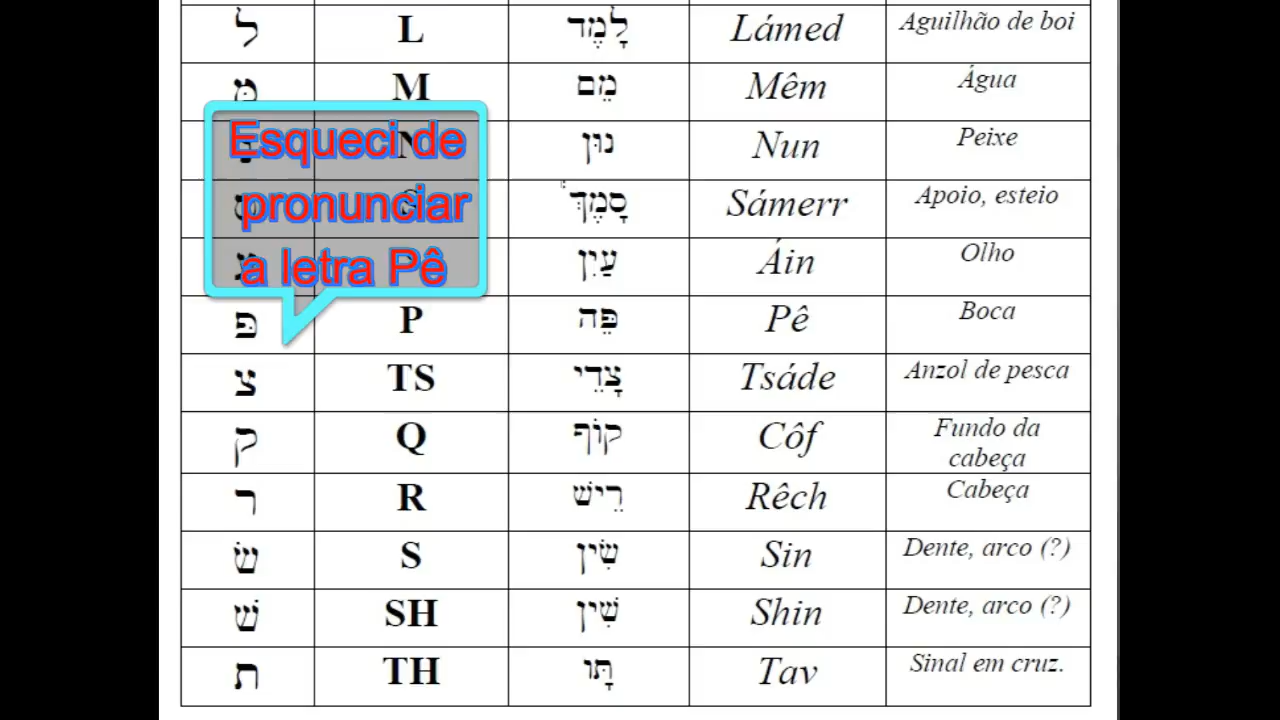 ל L לָמֶד Lámed Aguilhão de boi
מּ M מֵם Mêm Água
N נוּן Nun Peixe
סָמֶךְ Sámerr Apoio, esteio
עַיִן Áin Olho
Esqueci de
pronunciar
a letra Pê
פּ P פֵּה Pê Boca
צ TS צָדֵי Tsáde Anzol de pesca
ק Q קוֹף Côf Fundo da
cabeça
ר R רֵישׁ Rêch Cabeça
שׂ S שִׂין Sin Dente, arco (?)
שׁ SH שִׁין Shin Dente, arco (?)
ת TH תָּו Tav Sinal em cruz.